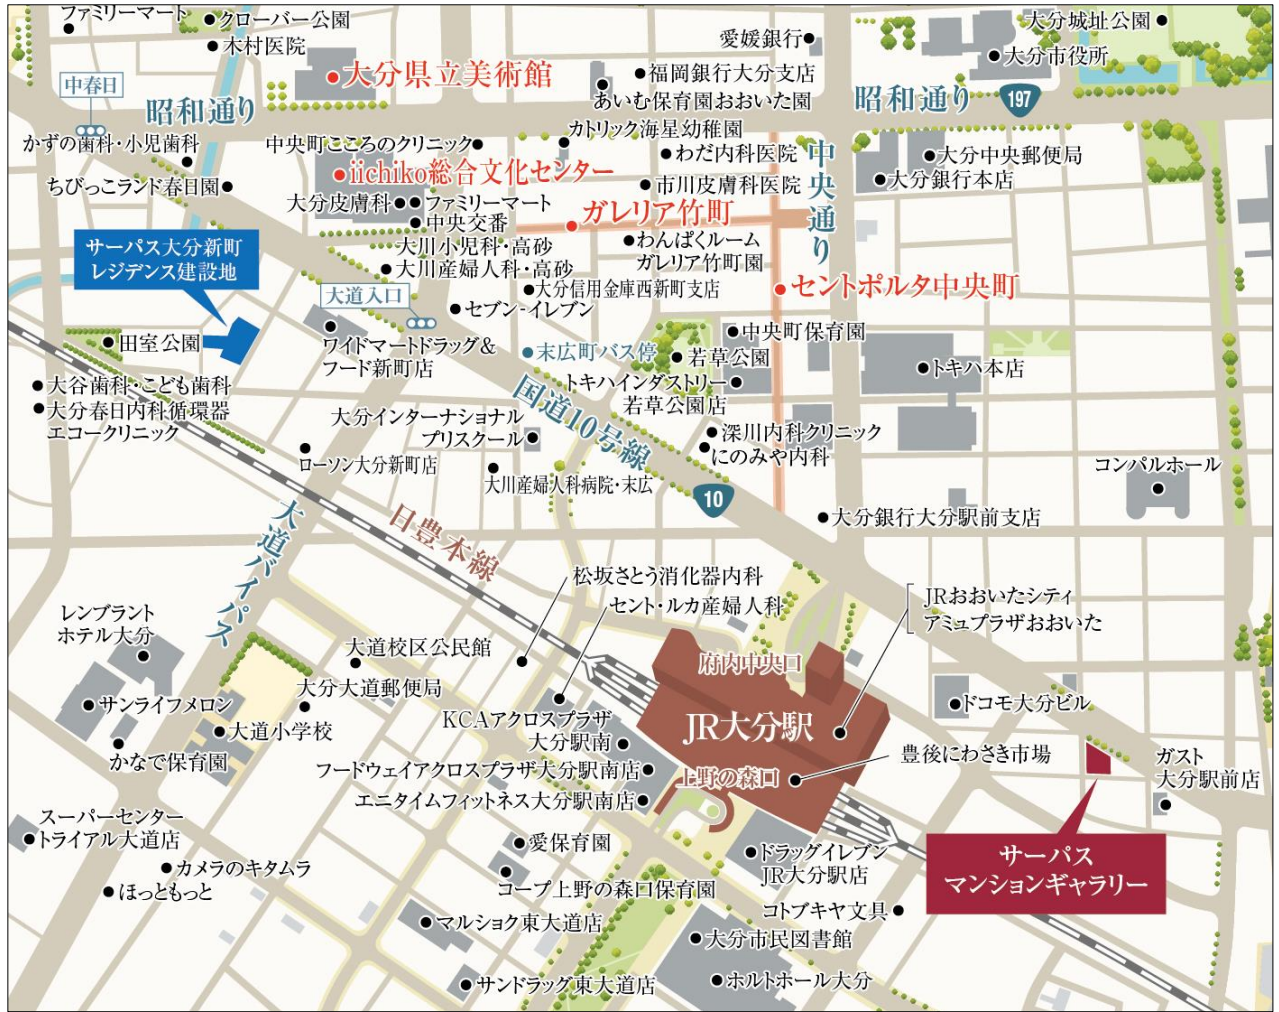 ファミリーマート
クローバー公園
木村医院
大分県立美術館
中春日
昭和通り
愛媛銀行
福岡銀行大分支店
あいむ保育園おおいた園
大分城址公園
大分市役所
昭和通り
197
かずの歯科・小児歯科
ちびっこランド春日園
中央町こころのクリニック
カトリック海星幼稚園
わだ内科医院
iichiko総合文化センター
市川皮膚科医院
中央通り
大分中央郵便局
大分銀行本店
大分皮膚科
ファミリーマート
中央交番
ガレリア竹町
大川小児科・高砂
大川産婦人科・高砂
わんぱくルーム
ガレリア竹町園
サーパス大分新町
レジデンス建設地
大道入口
大分信用金庫西新町支店
セブン-イレブン
セントポルタ中央町
田室公園
ワイドマートドラッグ&
フード新町店
末広町バス停
中央町保育園
若草公園
トキハインダストリー
若草公園店
トキハ本店
大谷歯科・こども歯科
大分春日内科循環器
エコークリニック
大分インターナショナル
プリスクール
国道10号線
深川内科クリニック
にのみや内科
ローソン大分新町店
大川産婦人科病院・末広
10
コンパルホール
大分銀行大分駅前支店
大道バイパス
日豊本線
松坂さとう消化器内科
セント・ルカ産婦人科
JRおおいたシティ
アミュプラザおおいた
レンブラント
ホテル大分
大道校区公民館
府内中央口
サンライフメロン
大分大道郵便局
大道小学校
かなで保育園
KCAアクロスプラザ
大分駅南
JR大分駅
ドコモ大分ビル
フードウェイアクロスプラザ大分駅南店
上野の森口
豊後にわさき市場
ガスト
大分駅前店
エニタイムフィットネス大分駅南店
スーパーセンター
トライアル大道店
愛保育園
ドラッグイレブン
JR大分駅店
サーパス
マンションギャラリー
カメラのキタムラ
ほっともっと
コープ上野の森口保育園
コトブキヤ文具
マルショク東大道店
大分市民図書館
サンドラッグ東大道店
ホルトホール大分